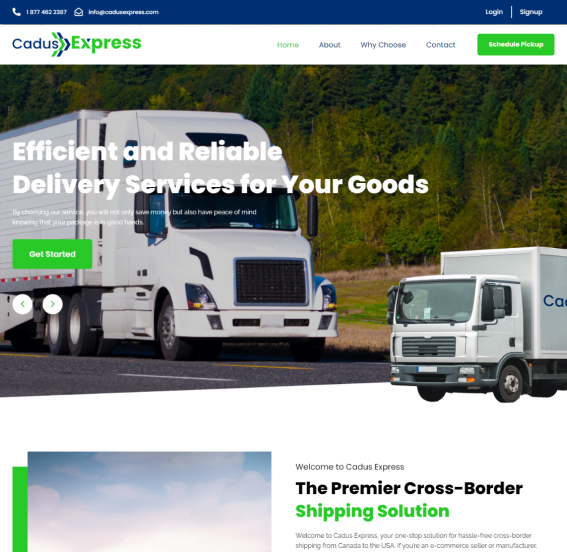 1 877 462 2387 info@cadusexpress.com Login Signup
Cadus Express Home About Why Choose Contact Schedule Pickup
Efficient and Reliable
Delivery Services for Your Goods
By choosing our service, you will not only save money but also have peace of mind
knowing that your package is in good hands.
Get Started
Cad
Welcome to Cadus Express
The Premier Cross-Border
Shipping Solution
Welcome to Cadus Express, your one-stop solution for hassle-free cross-border
shipping from Canada to the USA. If you're an e-commerce seller or manufacturer,